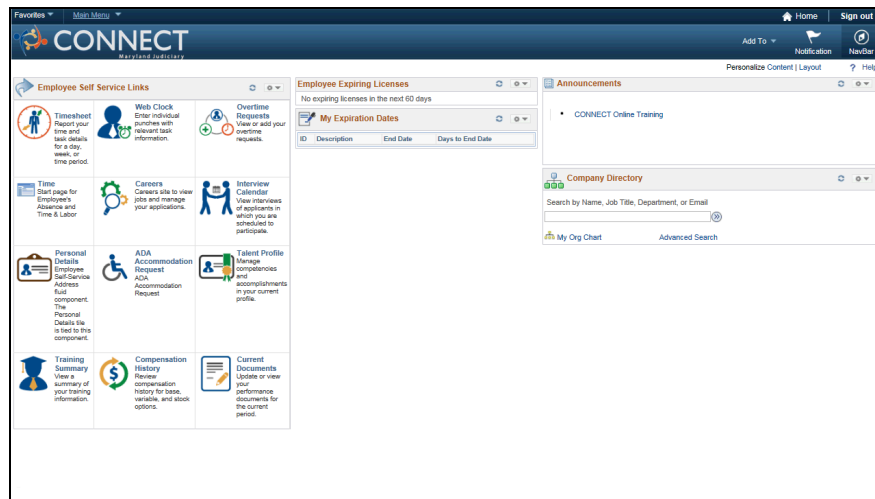 Favorites Main Menu
Home Sign out
CONNECT
Maryland Judiciary
Add To Notification NavBar
Personalize Content | Layout ? Help
Employee Self Service Links
Timesheet
Report your
time and
task details
for a day,
week, or
time period.
Web Clock
Enter individual
punches with
relevant task
information.
Overtime
Requests
View or add your
overtime
requests.
Time
Start page for
Employee's
Absence and
Time & Labor
Careers
Careers site to view
jobs and manage
your applications.
Interview
Calendar
View interviews
of applicants in
which you are
scheduled to
participate.
Personal
Details
Employee
Self-Service
Address
fluid
component.
The
Personal
Details tile
is tied to this
component.
ADA
Accommodation
Request
ADA
Accommodation
Request
Talent Profile
Manage
competencies
and
accomplishments
in your current
profile.
Training
Summary
View a
summary of
your training
information.
Compensation
History
Review
compensation
history for base,
variable, and stock
options.
Current
Documents
Update or view
your
performance
documents for
the current
period.
Employee Expiring Licenses
No expiring licenses in the next 60 days
My Expiration Dates
ID Description End Date Days to End Date
Announcements
• CONNECT Online Training
Company Directory
Search by Name, Job Title, Department, or Email
My Org Chart Advanced Search